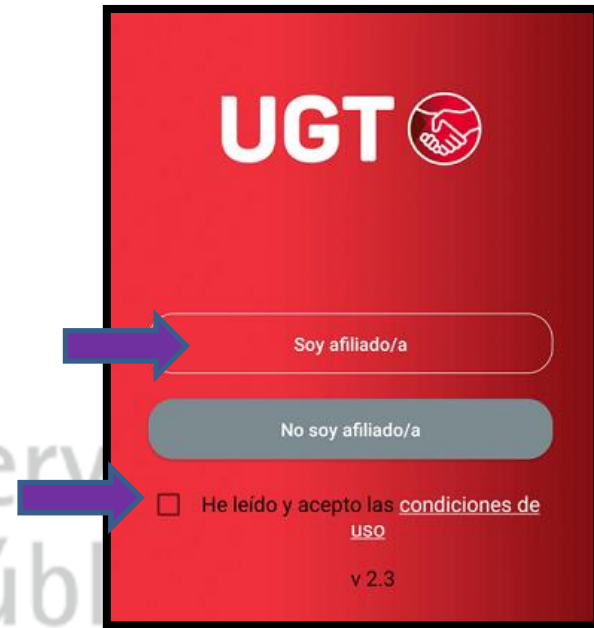 UGT
Soy afiliado/a
No soy afiliado/a
He leído y acepto las condiciones de
uso
v 2.3